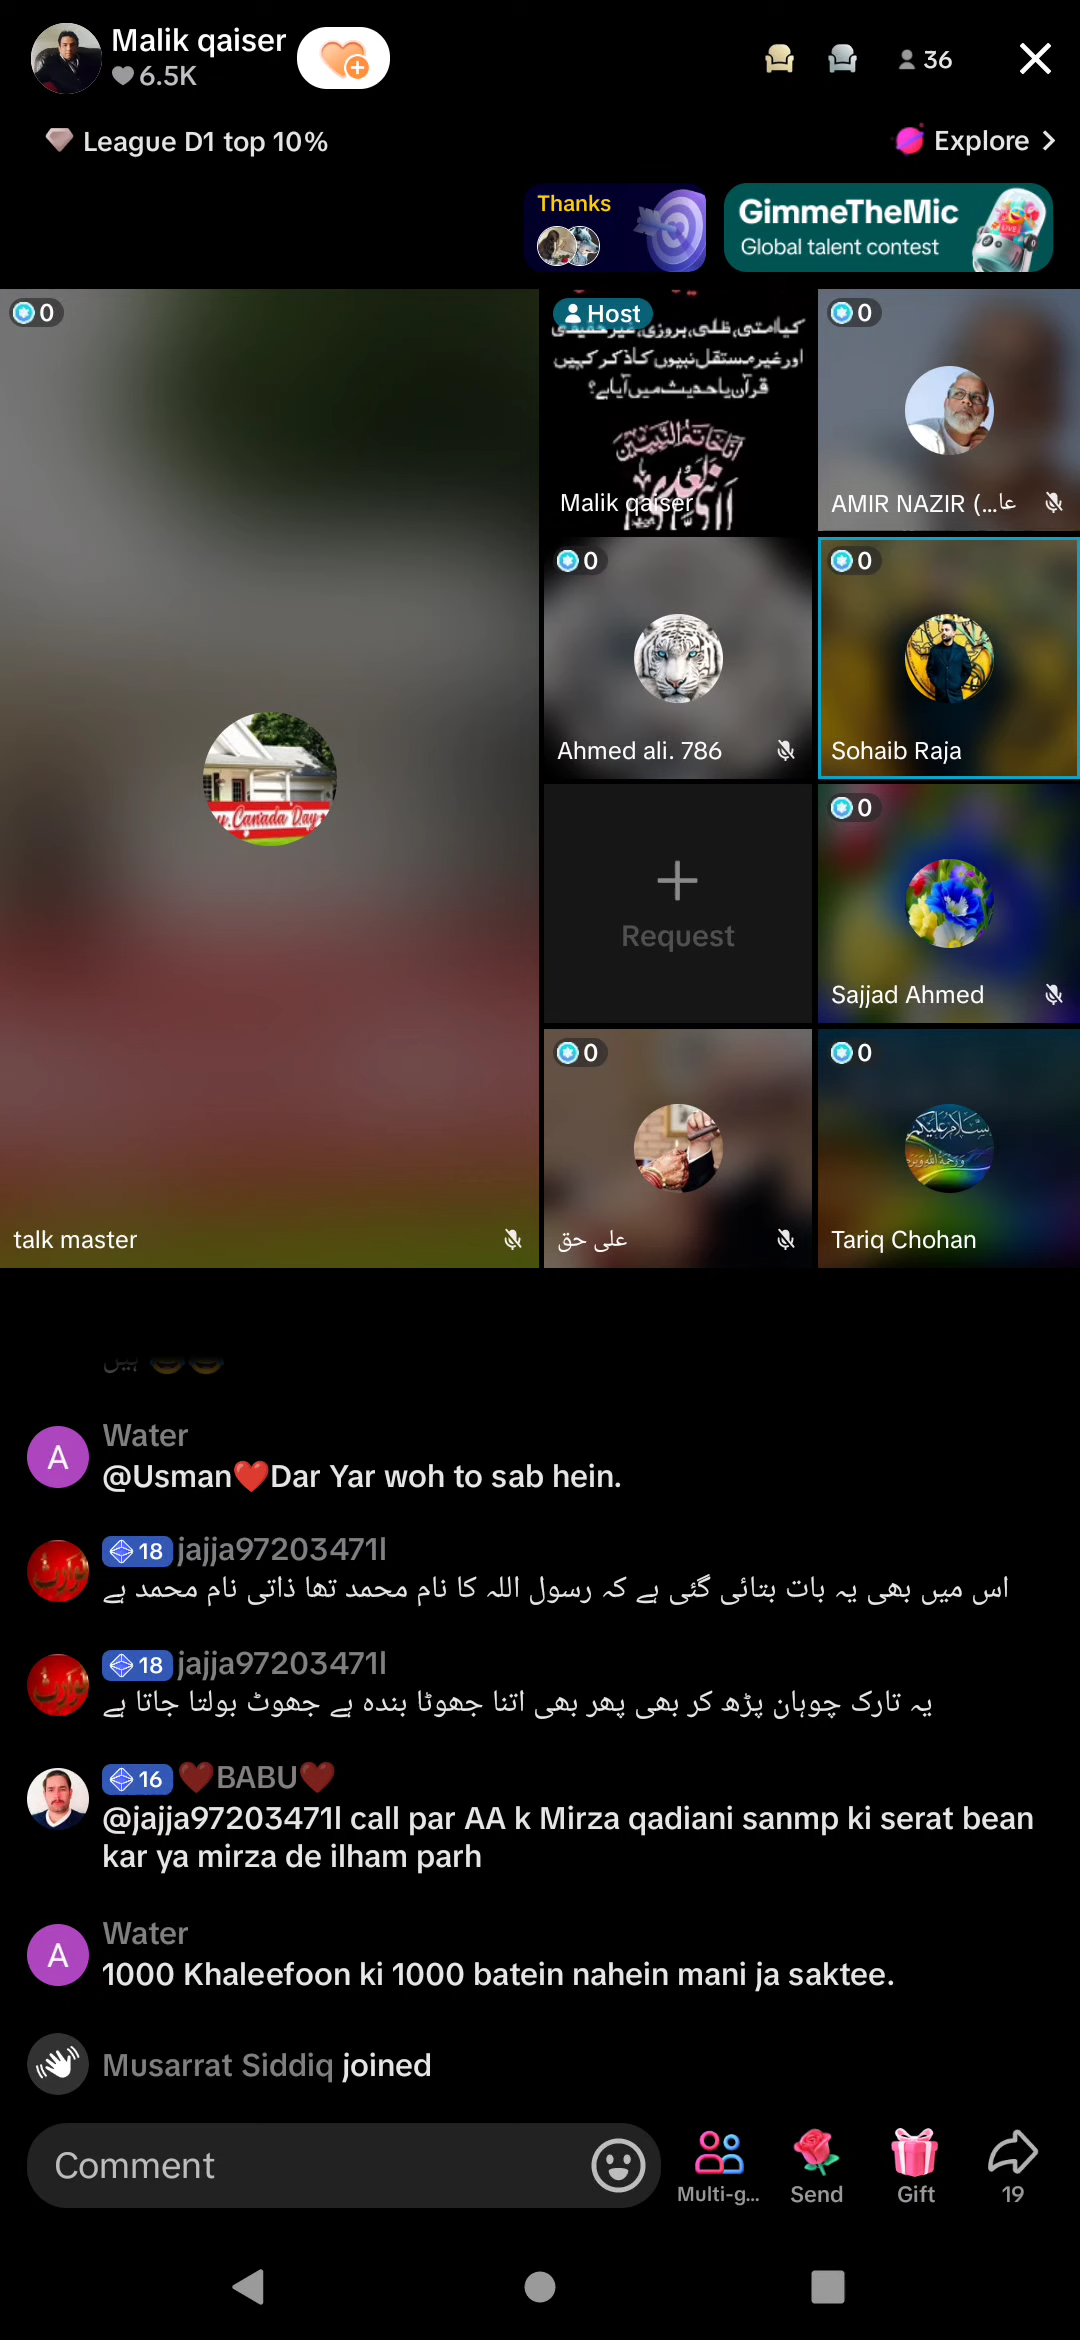 Malik qaiser
6.5K
36
League D1 top 10%
Explore
Thanks
GimmeTheMic
Global talent contest
0
Host
کیا امتی، ظلی، بروزی، غیر حقیقی
اور غیر مستقل نبیوں کا ذکر کہیں
قرآن یا حدیث میں آیا ہے؟
Malik qaiser
0
AMIR NAZIR (...عا
0
Ahmed ali. 786
0
Sohaib Raja
Canada Day
talk master
Request
0
Sajjad Ahmed
0
علی حق
0
Tariq Chohan
ہیں 😂😂
A
Water
@Usman❤️Dar Yar woh to sab hein.
18 jajja97203471l
اس میں بھی یہ بات بتائی گئی ہے کہ رسول اللہ کا نام محمد تھا ذاتی نام محمد ہے
18 jajja97203471l
یہ تارک چوہان پڑھ کر بھی پھر بھی اتنا جھوٹا بندہ ہے جھوٹ بولتا جاتا ہے
16 ❤️BABU❤️
@jajja97203471l call par AA k Mirza qadiani sanmp ki serat bean
kar ya mirza de ilham parh
A
Water
1000 Khaleefoon ki 1000 batein nahein mani ja saktee.
Musarrat Siddiq joined
Comment
Multi-g...
Send
Gift
19